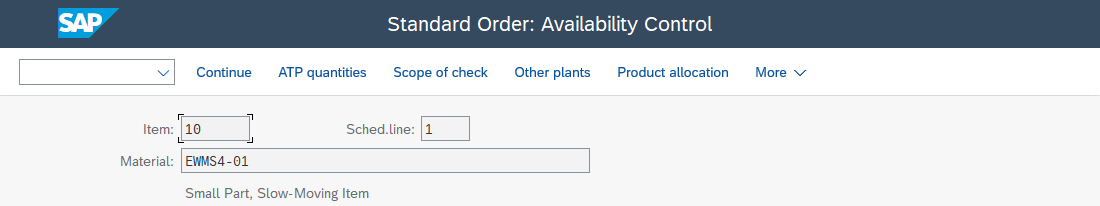 SAP Standard Order: Availability Control
Continue ATP quantities Scope of check Other plants Product allocation More
Item: 10 Sched.line: 1
Material: EWMS4-01
Small Part, Slow-Moving Item